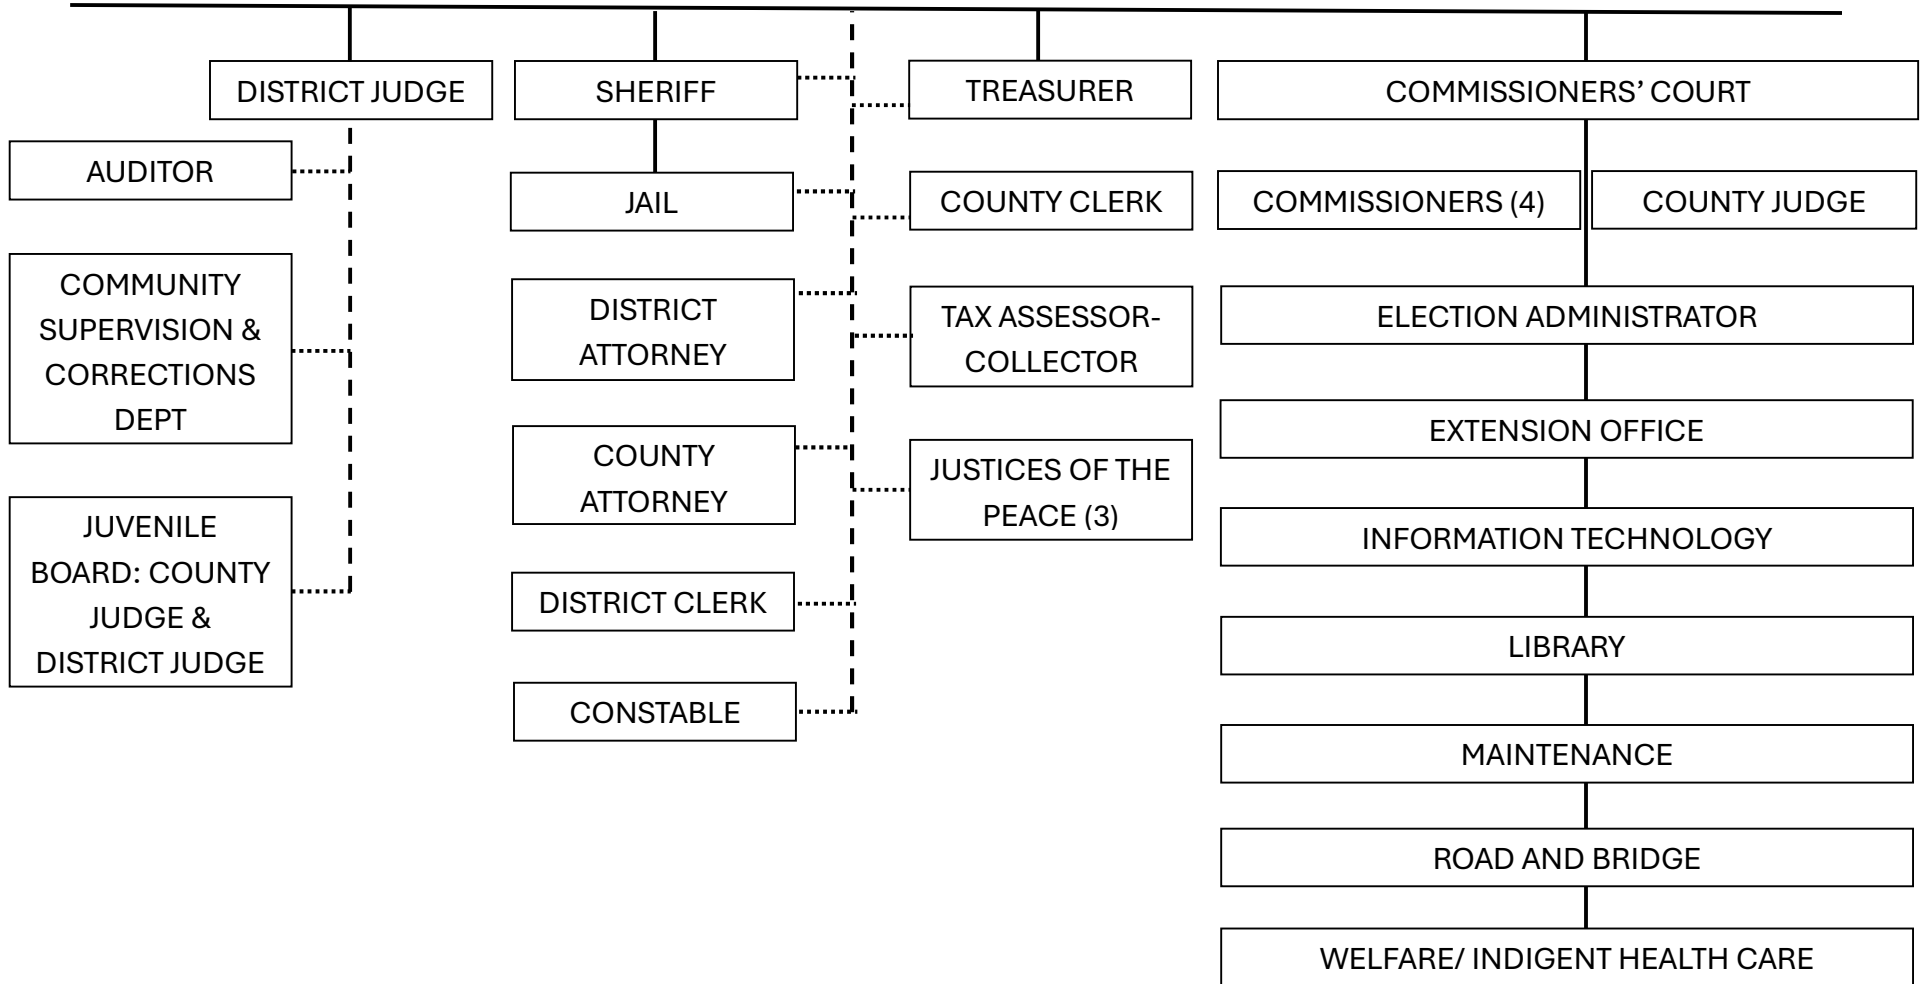 DISTRICT JUDGE
AUDITOR
COMMUNITY
SUPERVISION &
CORRECTIONS
DEPT
JUVENILE
BOARD: COUNTY
JUDGE &
DISTRICT JUDGE
SHERIFF
JAIL
DISTRICT
ATTORNEY
COUNTY
ATTORNEY
DISTRICT CLERK
CONSTABLE
TREASURER
COUNTY CLERK
TAX ASSESSOR-
COLLECTOR
JUSTICES OF THE
PEACE (3)
COMMISSIONERS’ COURT
COMMISSIONERS (4)
COUNTY JUDGE
ELECTION ADMINISTRATOR
EXTENSION OFFICE
INFORMATION TECHNOLOGY
LIBRARY
MAINTENANCE
ROAD AND BRIDGE
WELFARE/ INDIGENT HEALTH CARE